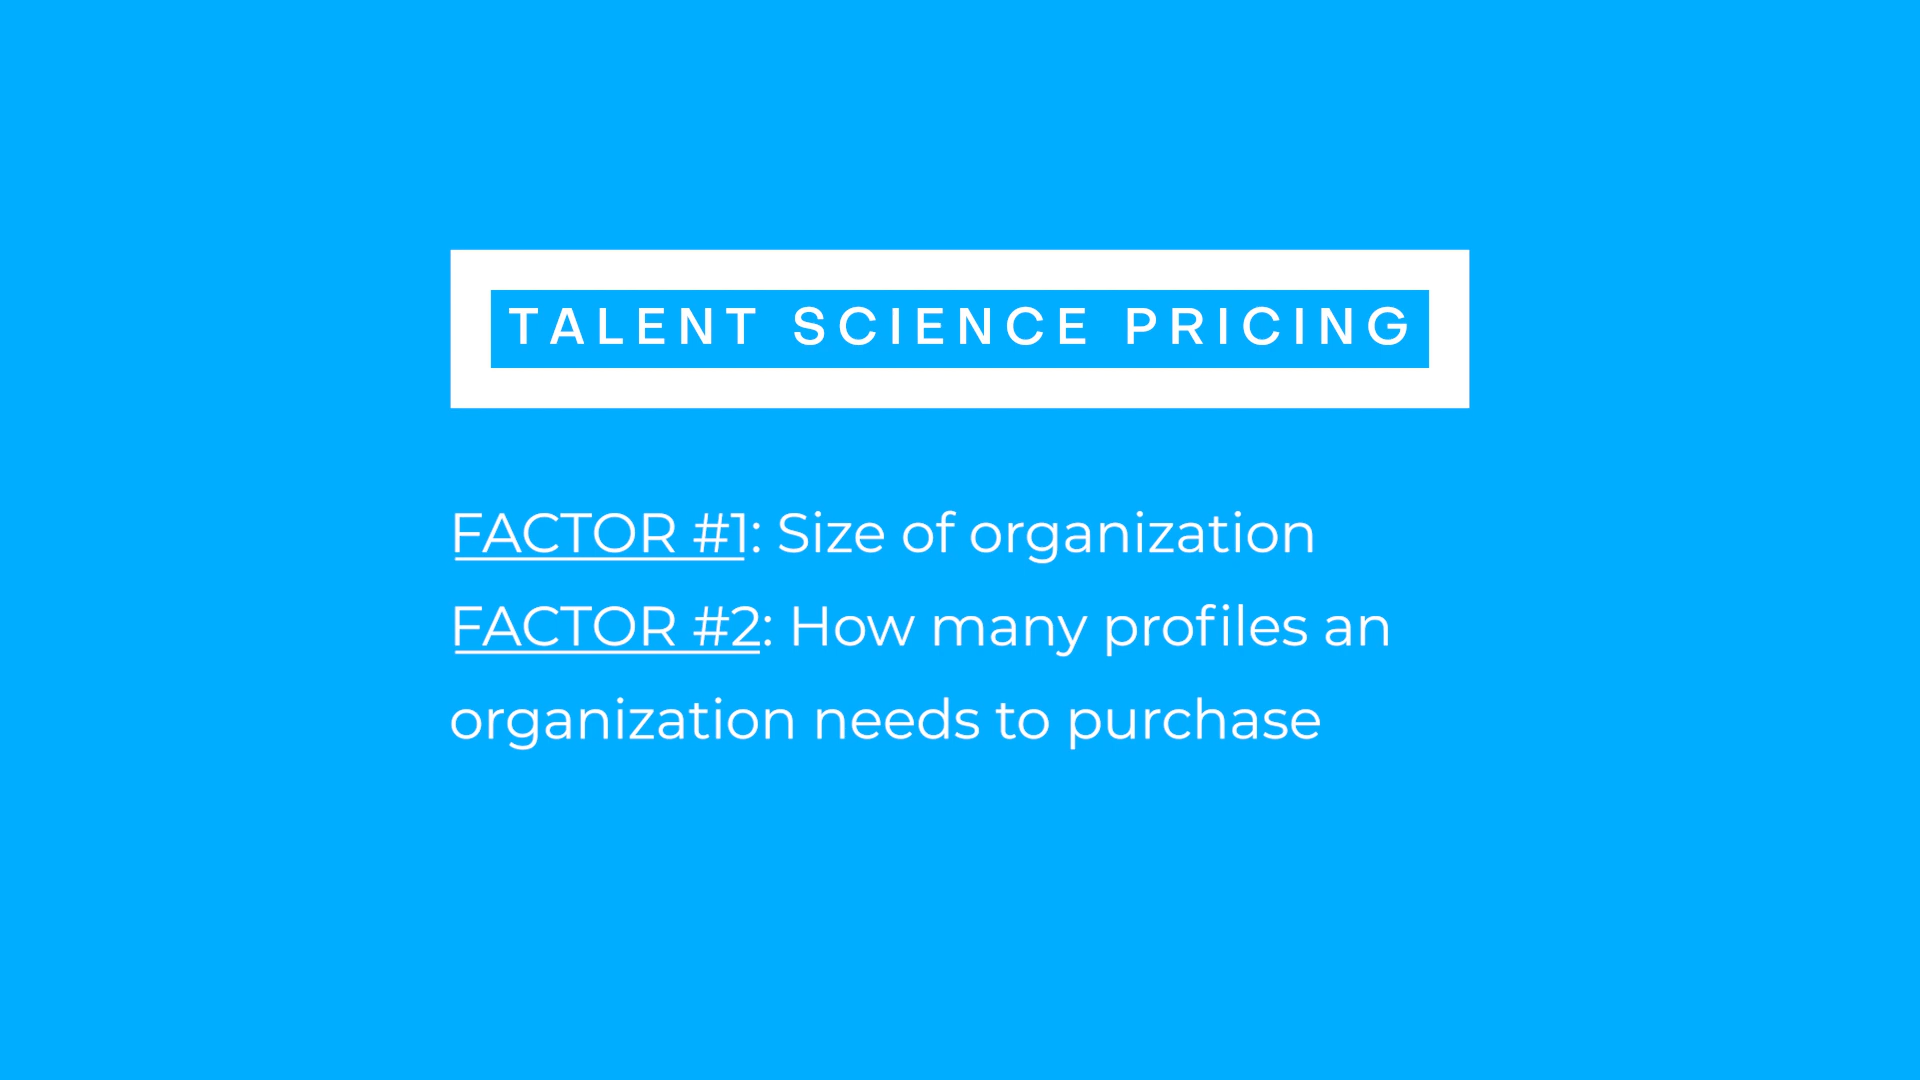 TALENT SCIENCE PRICING
FACTOR #1: Size of organization
FACTOR #2: How many profiles an
organization needs to purchase